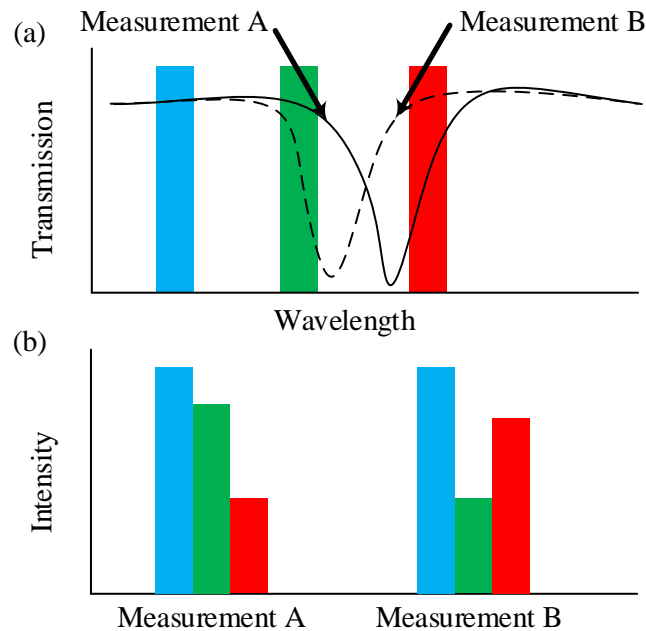 (a)
Measurement A
Measurement B
Transmission
Wavelength
(b)
Intensity
Measurement A
Measurement B